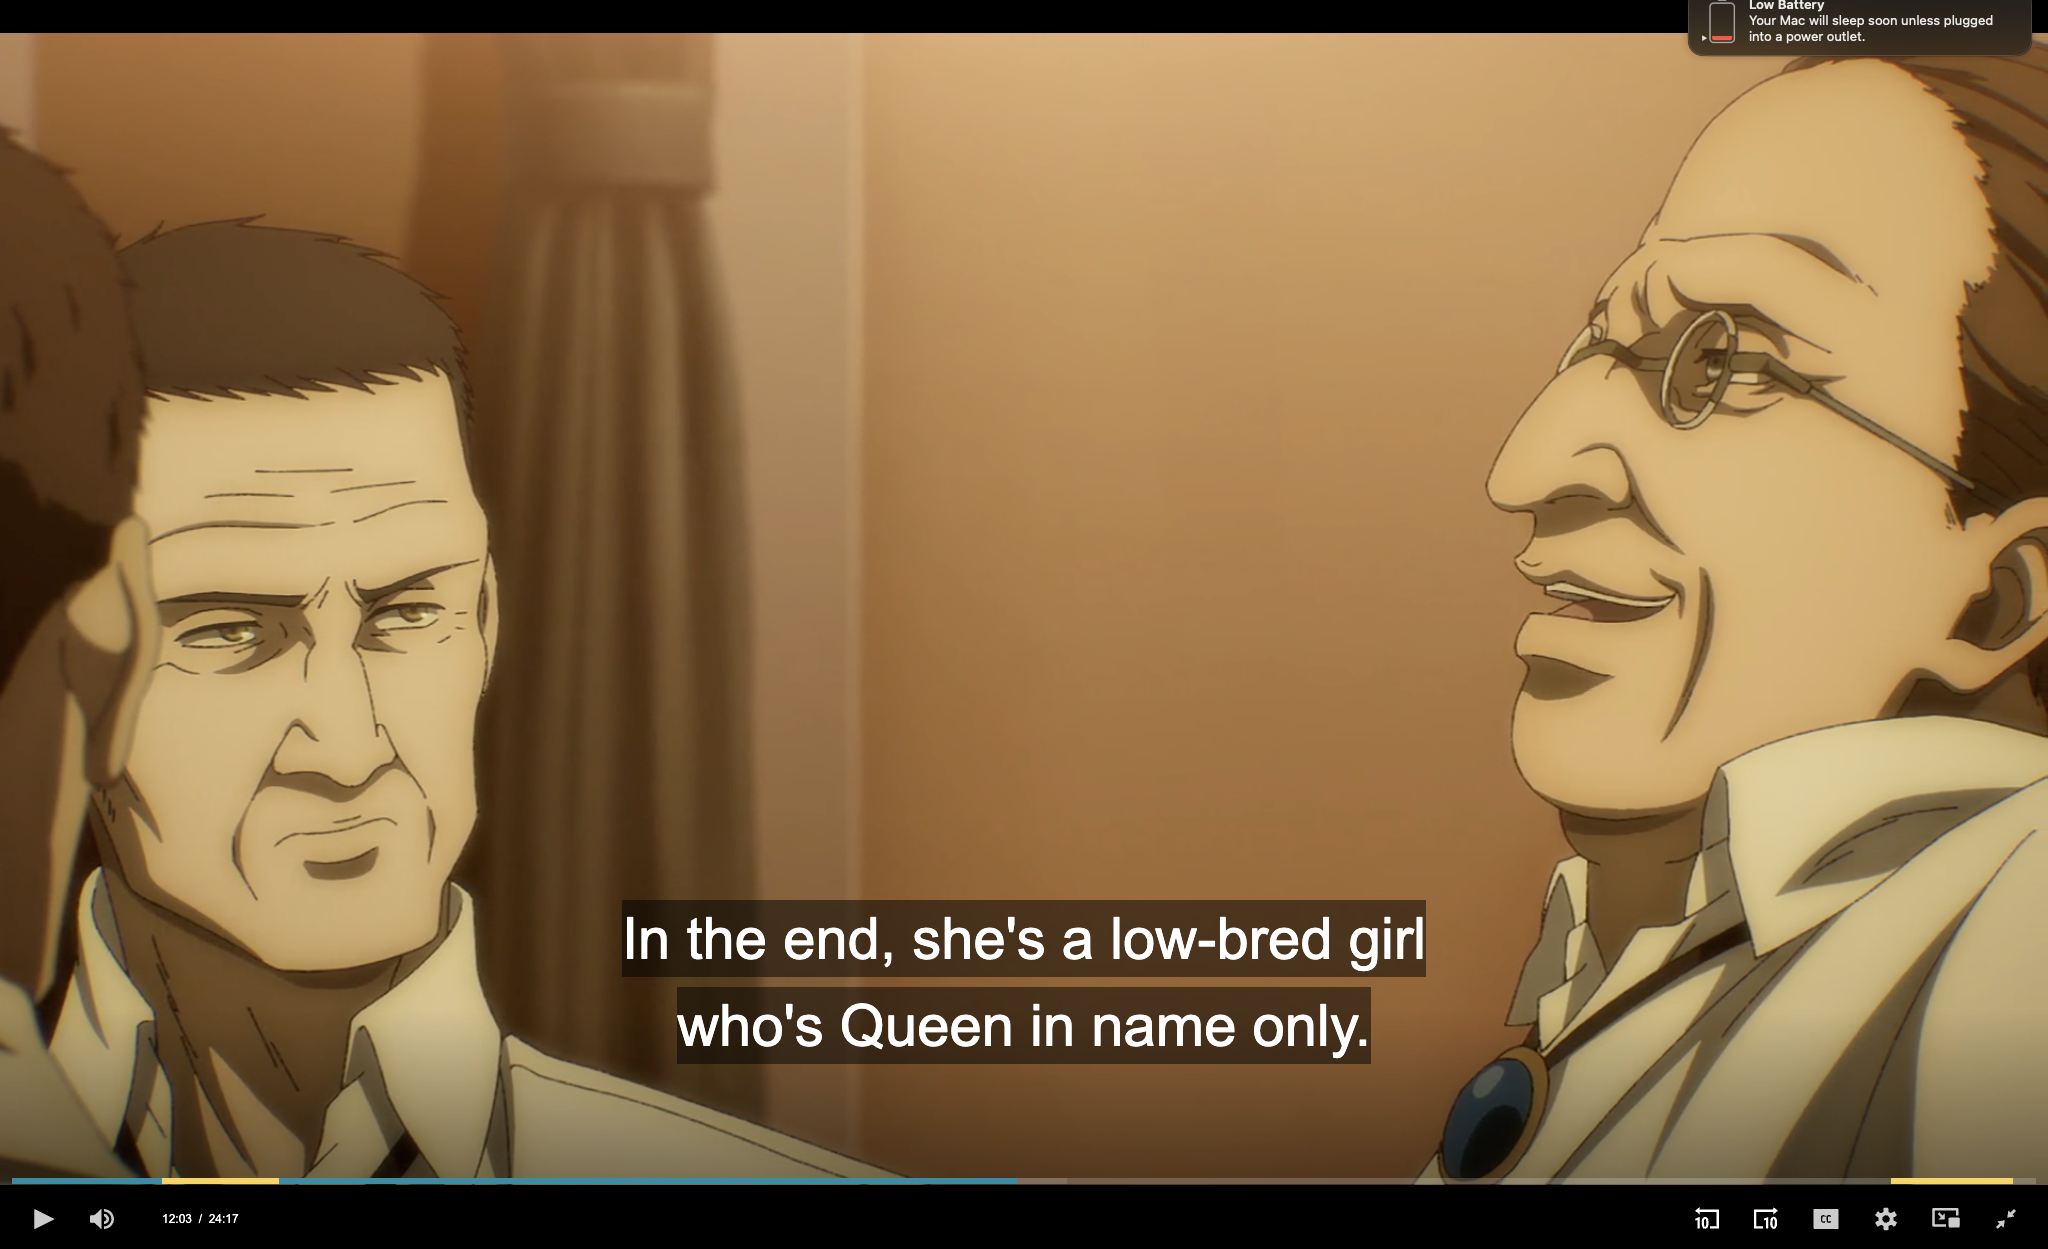 Low Battery
Your Mac will sleep soon unless plugged
into a power outlet.
In the end, she's a low-bred girl
who's Queen in name only.
12:03 / 24:17
10
10
CC